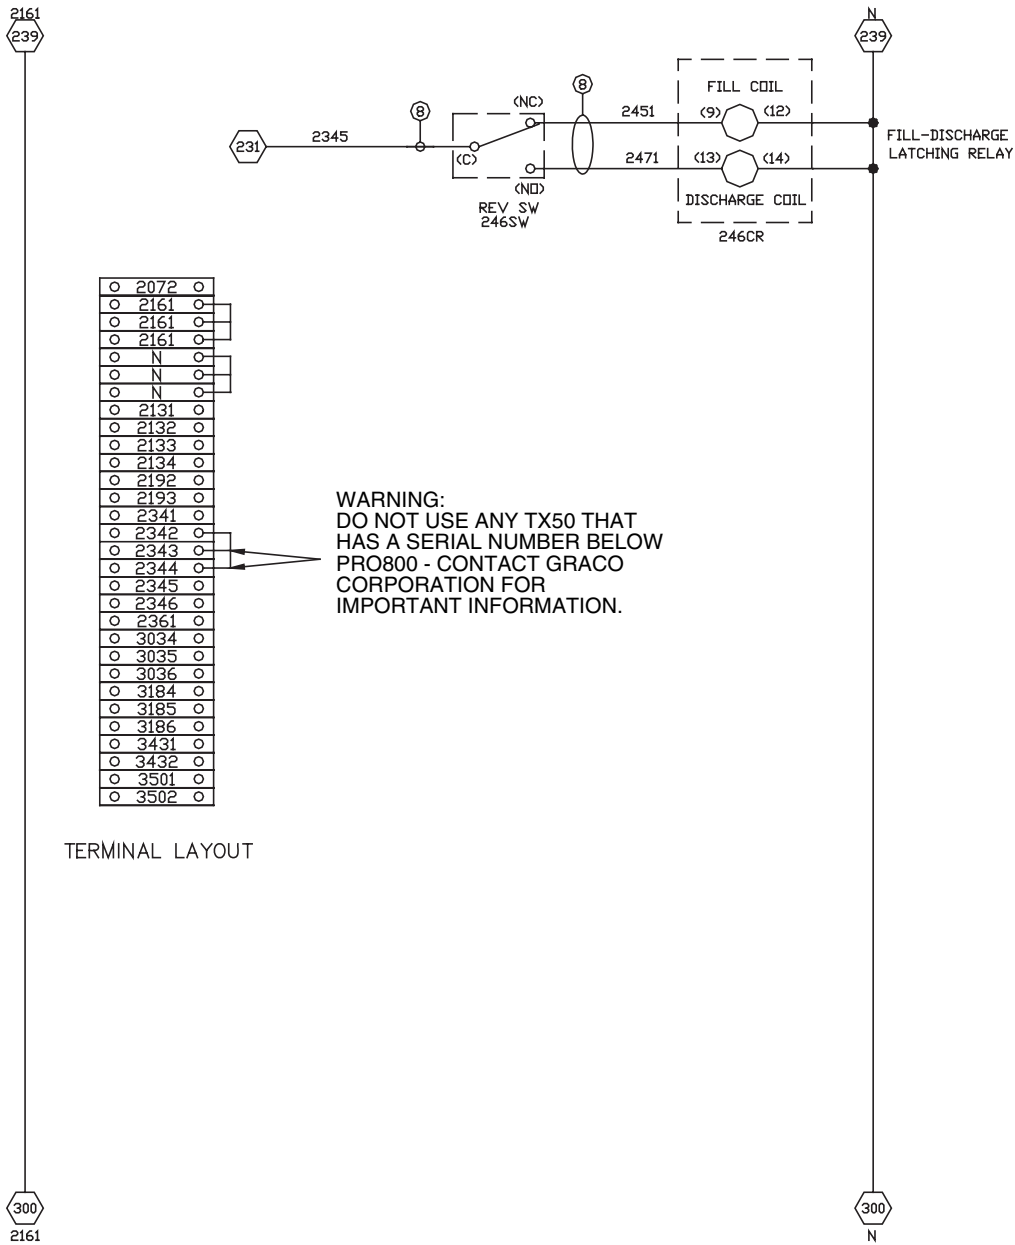 2161
239
N
239
FILL COIL
8
8
(NC)
2451
(9)
(12)
2345
231
(C)
FILL-DISCHARGE
LATCHING RELAY
2471
(13)
(14)
(NO)
DISCHARGE COIL
REV SW
246SW
246CR
2072
2161
2161
2161
N
N
N
2131
2132
2133
2134
2192
2193
2341
2342
2343
2344
2345
2346
2361
3034
3035
3036
3184
3185
3186
3431
3432
3501
3502
WARNING:
DO NOT USE ANY TX50 THAT
HAS A SERIAL NUMBER BELOW
PRO800 - CONTACT GRACO
CORPORATION FOR
IMPORTANT INFORMATION.
TERMINAL LAYOUT
300
2161
300
N